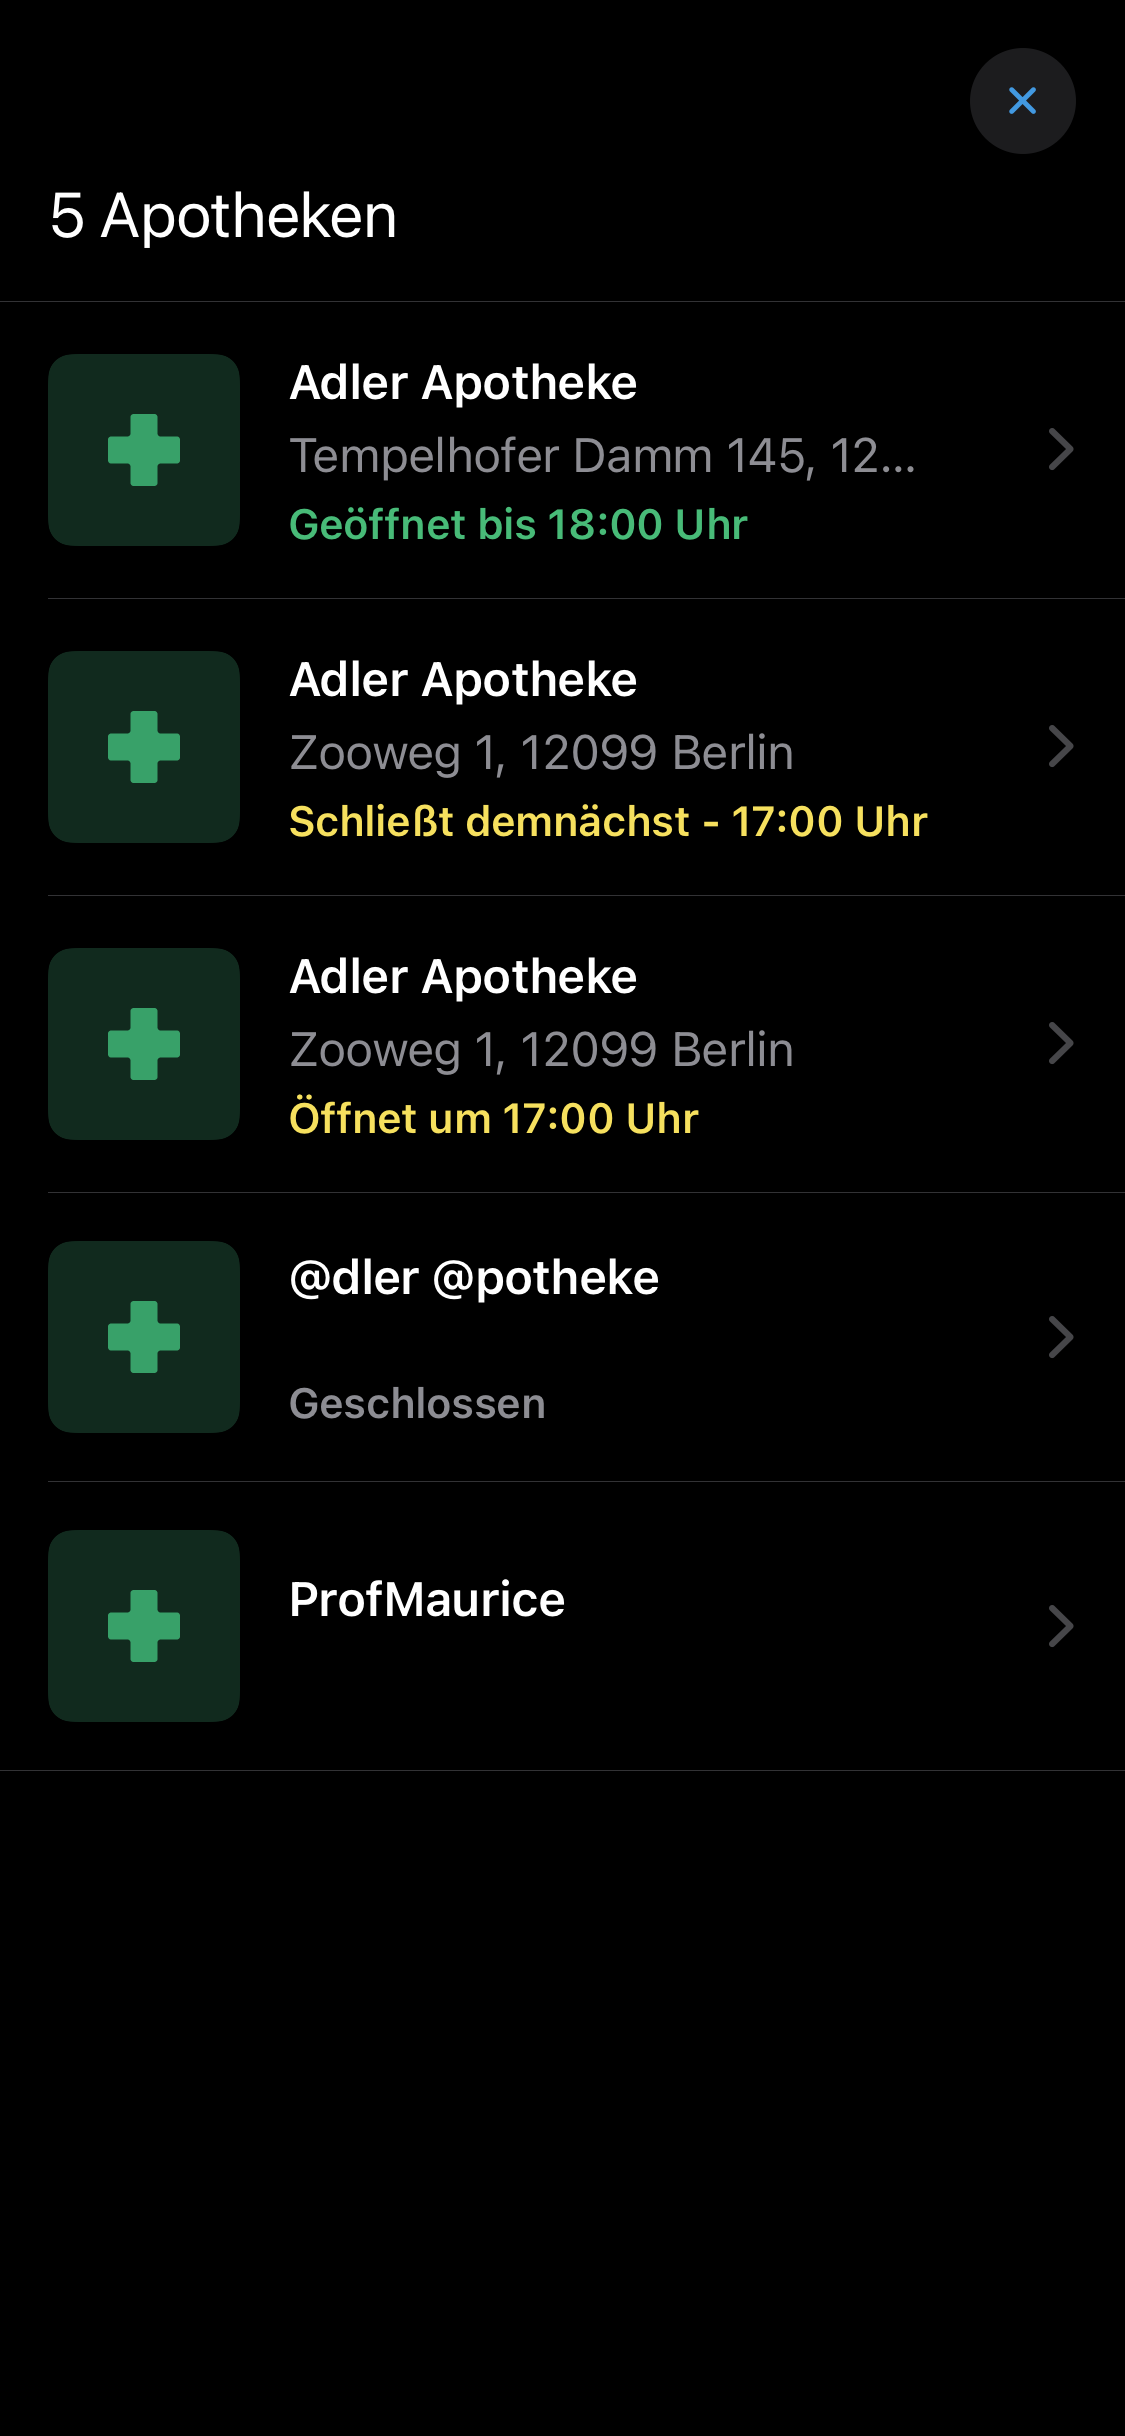 5 Apotheken
Adler Apotheke
Tempelhofer Damm 145, 12...
Geöffnet bis 18:00 Uhr
Adler Apotheke
Zooweg 1, 12099 Berlin
Schließt demnächst - 17:00 Uhr
Adler Apotheke
Zooweg 1, 12099 Berlin
Öffnet um 17:00 Uhr
@dler @potheke
Geschlossen
ProfMaurice